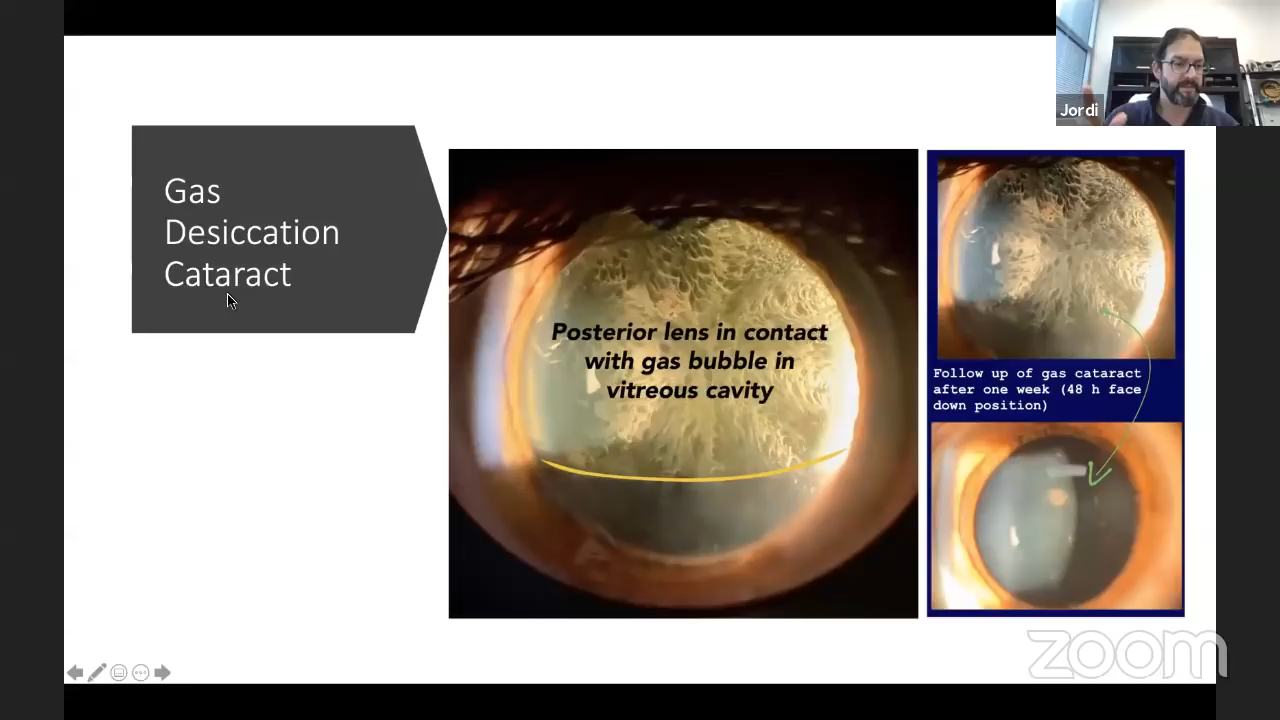 Jordi
Gas
Desiccation
Cataract
Posterior lens in contact
with gas bubble in
vitreous cavity
Follow up of gas cataract
after one week (48 h face
down position)
zoom